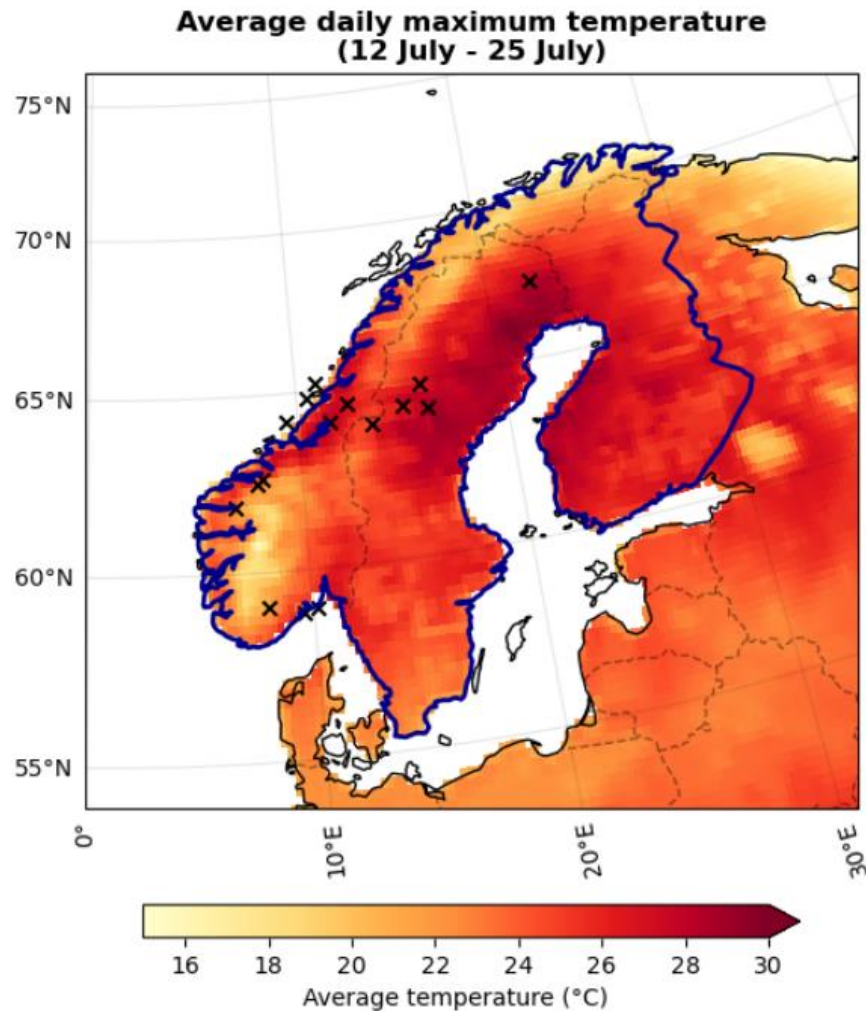 Average daily maximum temperature
(12 July - 25 July)
75°N
70°N
65°N
60°N
55°N
0°
10°E
20°E
30°E
16 18 20 22 24 26 28 30
Average temperature (°C)